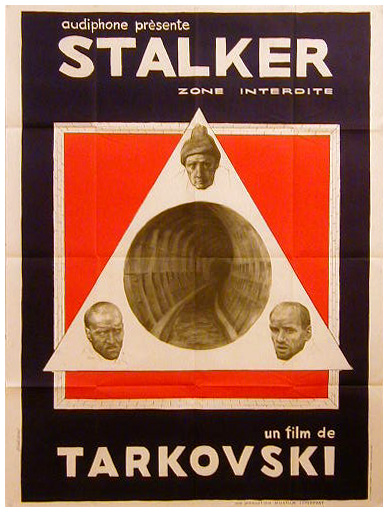 audiphone présente
STALKER
ZONE INTERDITE
un film de
TARKOVSKI